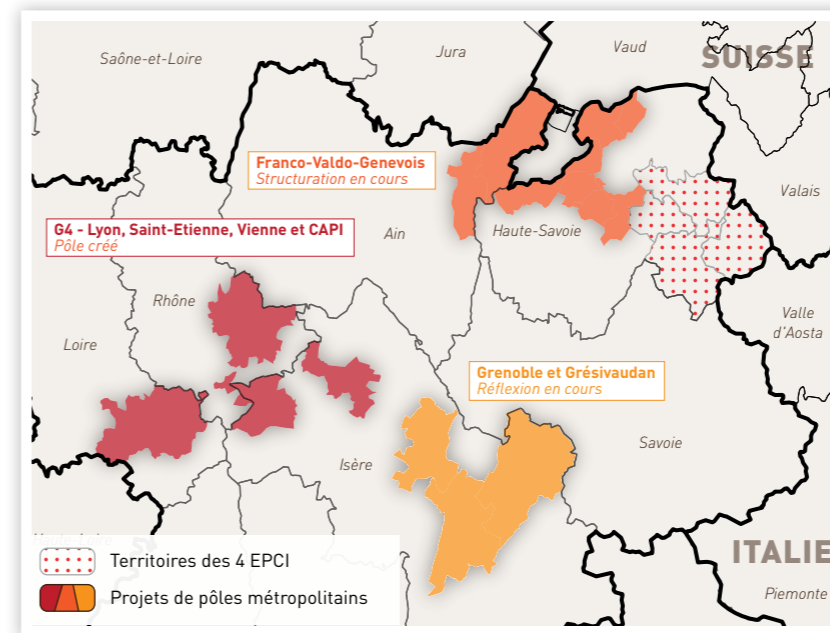 Saône-et-Loire
Jura
Vaud
SUISSE
Franco-Valdo-Genevois
Structuration en cours
Valais
G4 - Lyon, Saint-Etienne, Vienne et CAPI
Pôle créé
Ain
Haute-Savoie
Rhône
Valle
d'Aosta
Loire
Grenoble et Grésivaudan
Réflexion en cours
Savoie
Isère
Haute-Loire
ITALIE
Territoires des 4 EPCI
Projets de pôles métropolitains
Piemonte